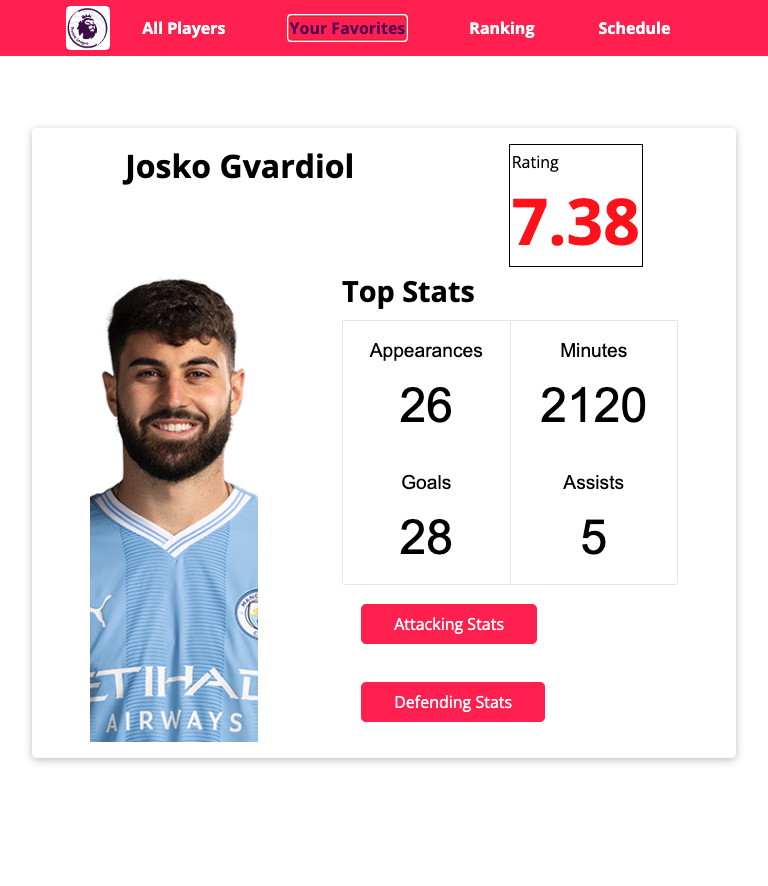 All Players
Your Favorites
Ranking
Schedule
Josko Gvardiol
Rating
7.38
Top Stats
Appearances
Minutes
26
2120
Goals
Assists
28
5
Attacking Stats
Defending Stats
ETIHAD
AIRWAYS